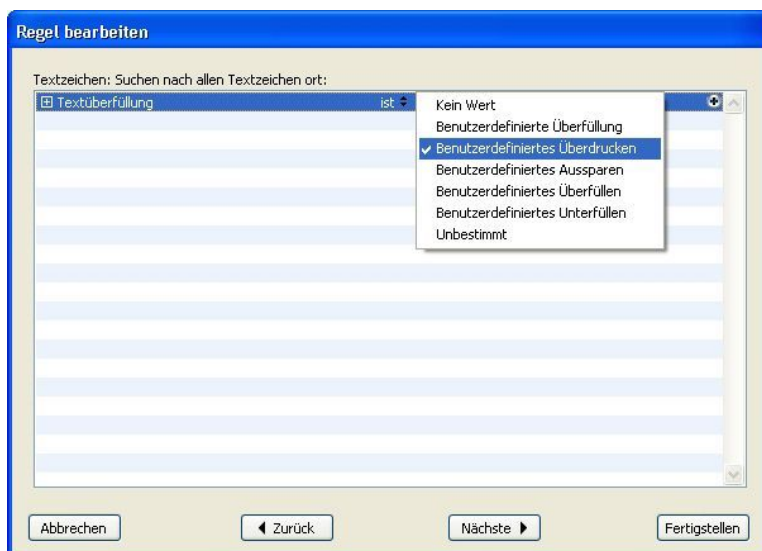 Regel bearbeiten
Textzeichen: Suchen nach allen Textzeichen ort:
Textüberfüllung ist
Kein Wert
Benutzerdefinierte Überfüllung
Benutzerdefiniertes Überdrucken
Benutzerdefiniertes Aussparen
Benutzerdefiniertes Überfüllen
Benutzerdefiniertes Unterfüllen
Unbestimmt
Abbrechen Zurück Nächste Fertigstellen